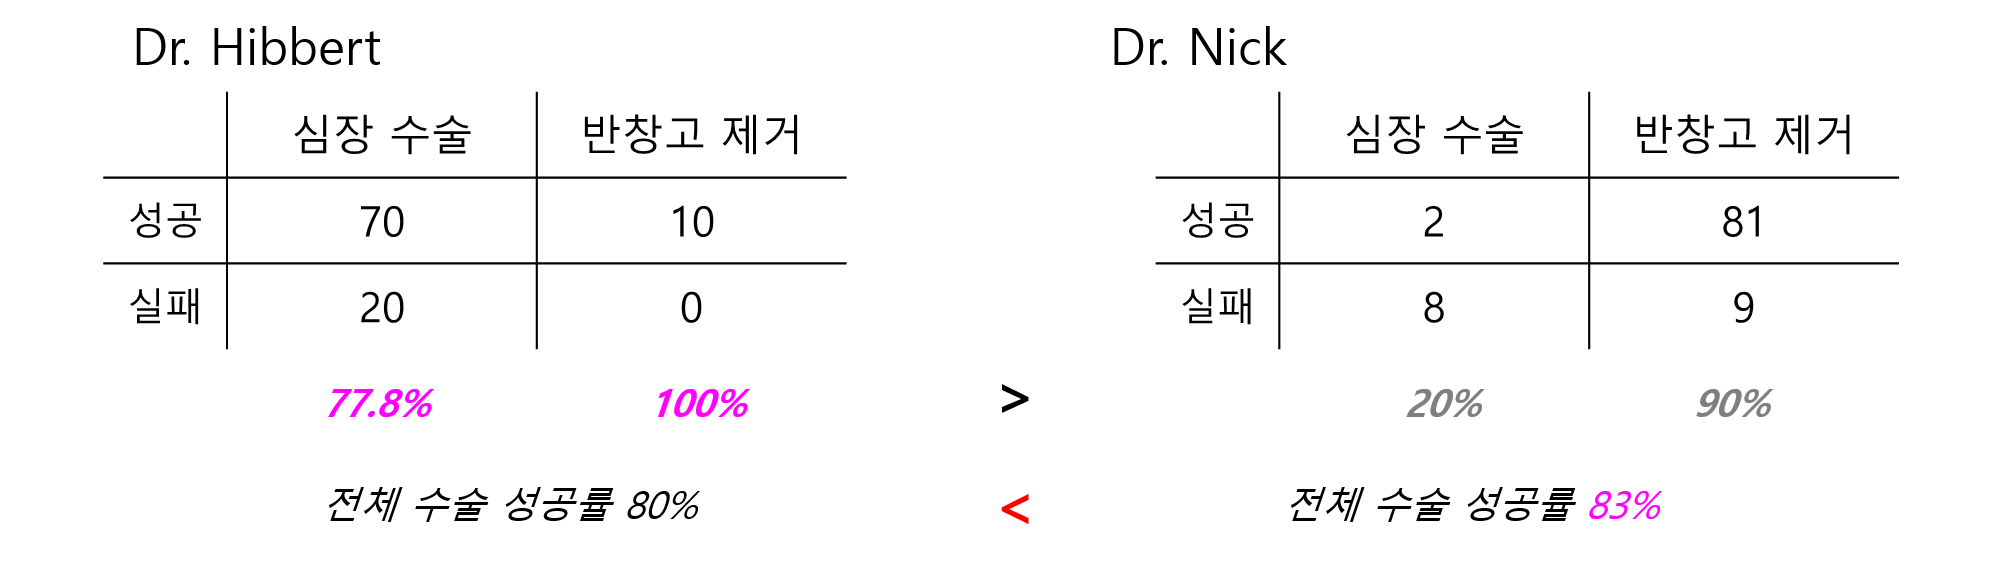 Dr. Hibbert
심장 수술 반창고 제거
성공 70 10
실패 20 0
77.8% 100%
전체 수술 성공률 80%
>
<
Dr. Nick
심장 수술 반창고 제거
성공 2 81
실패 8 9
20% 90%
전체 수술 성공률 83%